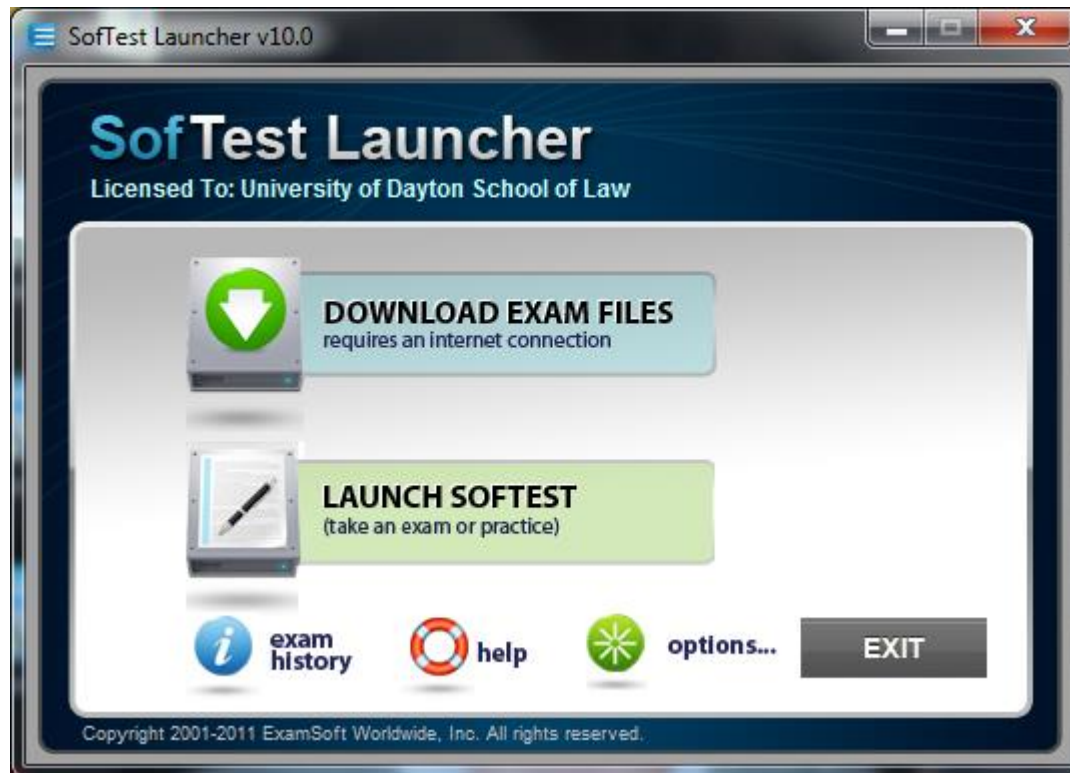 SofTest Launcher v10.0
SofTest Launcher
Licensed To: University of Dayton School of Law
DOWNLOAD EXAM FILES
requires an internet connection
LAUNCH SOFTEST
(take an exam or practice)
exam
history
help
options...
EXIT
Copyright 2001-2011 ExamSoft Worldwide, Inc. All rights reserved.